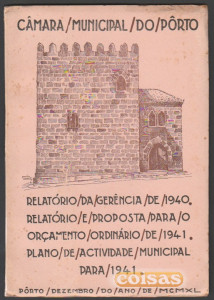 CÂMARA/MUNICIPAL/DO/PÔRTO
RELATÓRIO/DA/GERÊNCIA/DE/1940.
RELATÓRIO/E/PROPOSTA/PARA/O
ORÇAMENTO/ORDINÁRIO/DE/1941.
PLANO/DE/ACTIVIDADE/MUNICIPAL
PARA/1941.
coisas
PÔRTO/DEZEMBRO/DO/ANO/DE/MCMXL